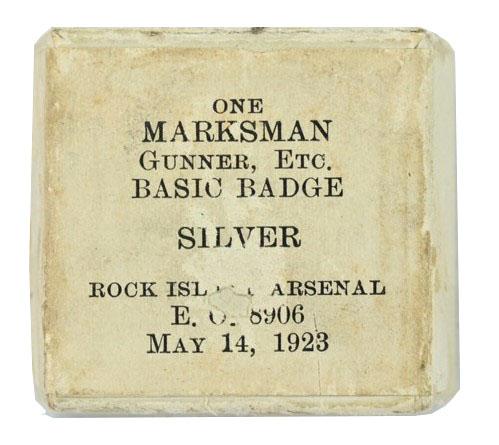 ONE
MARKSMAN
GUNNER, ETC.
BASIC BADGE
SILVER
ROCK ARSENAL
E. O. 8906
MAY 14, 1923